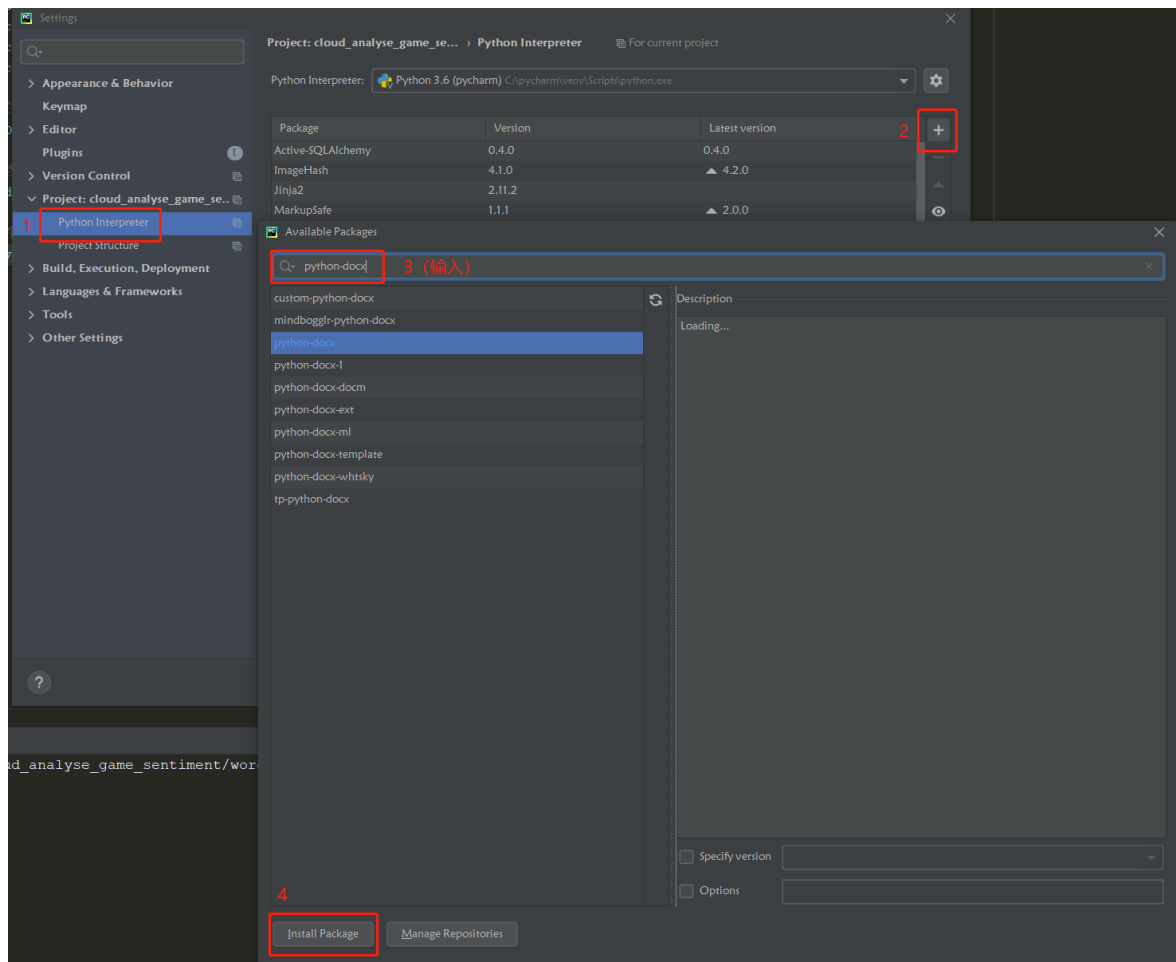 Settings
Project: cloud_analyse_game_se... › Python Interpreter For current project
Appearance & Behavior
Keymap
Editor
Plugins 1
Version Control
Project: cloud_analyse_game_se..
1 Python Interpreter
Project Structure
Build, Execution, Deployment
Languages & Frameworks
Tools
Other Settings
?
Python Interpreter: Python 3.6 (pycharm) C:\pycharm\venv\Scripts\python.exe
Package Version Latest version 2 +
Active-SQLAlchemy 0.4.0 0.4.0
ImageHash 4.1.0 4.2.0
Jinja2 2.11.2
MarkupSafe 1.1.1 2.0.0
Available Packages
python-docx 3 (输入)
custom-python-docx
mindbogglr-python-docx
python-docx
python-docx-1
python-docx-docm
python-docx-ext
python-docx-ml
python-docx-template
python-docx-whtsky
tp-python-docx
Description
Loading...
Specify version
Options
4
Install Package Manage Repositories
d_analyse_game_sentiment/wor